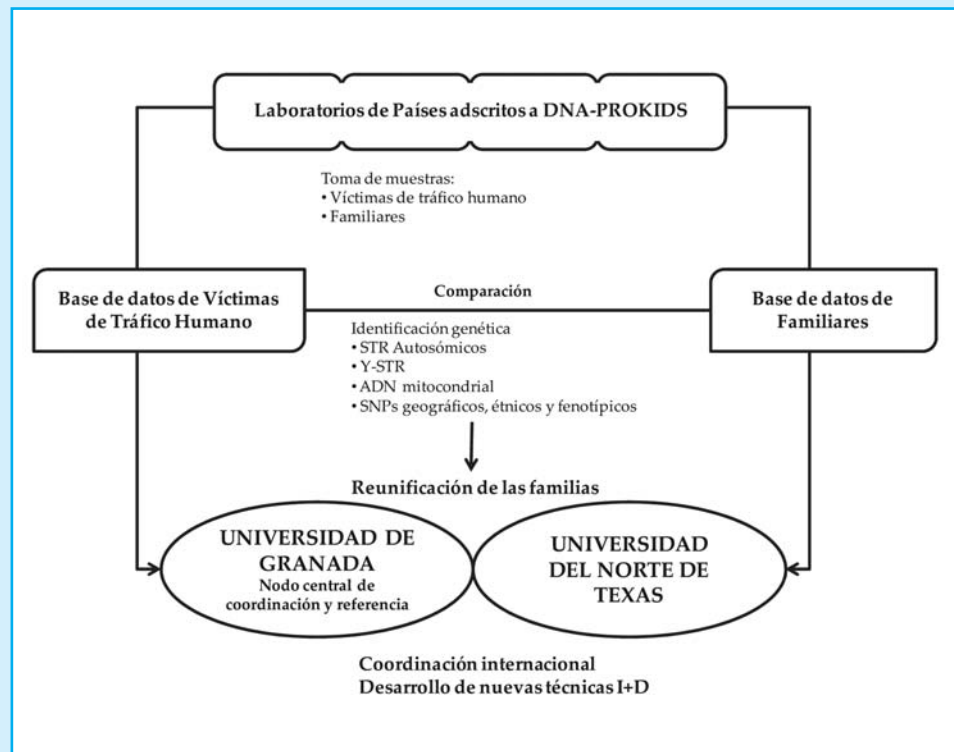 Laboratorios de Países adscritos a DNA-PROKIDS
Toma de muestras:
• Víctimas de tráfico humano
• Familiares
Base de datos de Víctimas
de Tráfico Humano
Comparación
Base de datos de
Familiares
Identificación genética
• STR Autosómicos
• Y-STR
• ADN mitocondrial
• SNPs geográficos, étnicos y fenotípicos
Reunificación de las familias
UNIVERSIDAD DE
GRANADA
Nodo central de
coordinación y referencia
UNIVERSIDAD
DEL NORTE DE
TEXAS
Coordinación internacional
Desarrollo de nuevas técnicas I+D